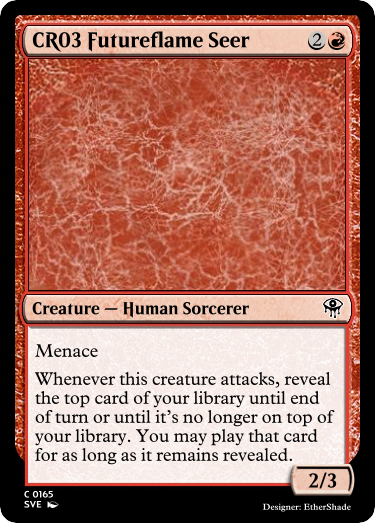 CR03 Futureflame Seer 2
Creature — Human Sorcerer
Menace
Whenever this creature attacks, reveal
the top card of your library until end
of turn or until it's no longer on top of
your library. You may play that card
for as long as it remains revealed.
2/3
C 0165
SVE
Designer: EtherShade